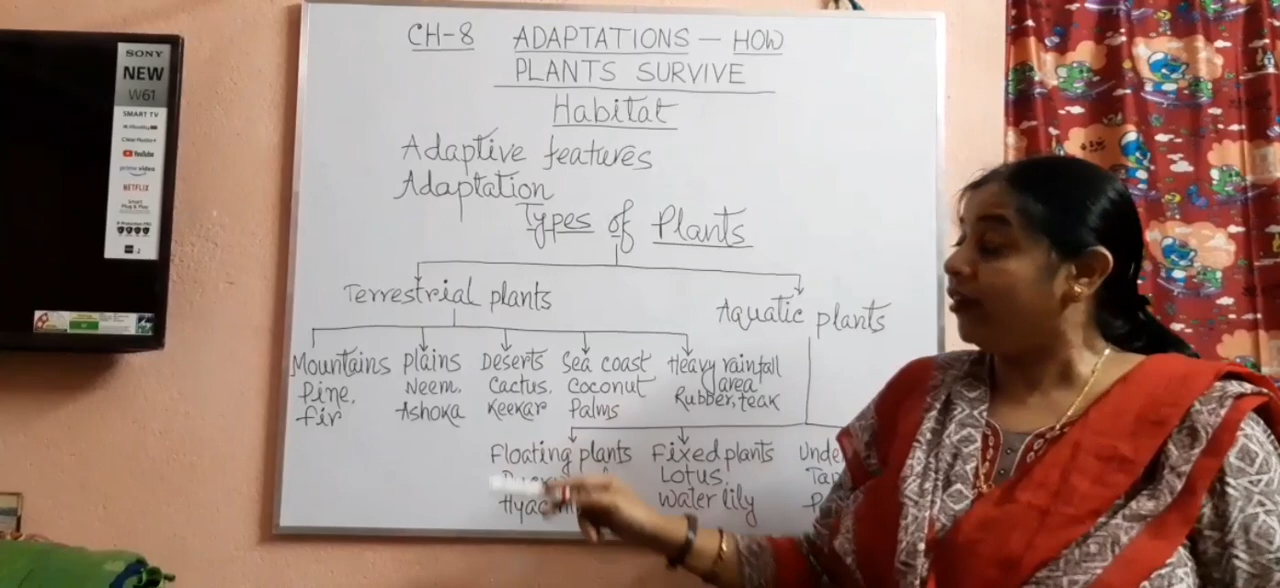 CH-8 ADAPTATIONS — HOW
PLANTS SURVIVE
Habitat
Adaptive features
Adaptation
Types of Plants
Terrestrial plants
Aquatic plants
Mountains
Pine,
fir
Plains
Neem,
Ashoka
Deserts
Cactus,
Keekar
Sea coast
Coconut
Palms
Heavy rainfall
area
Rubber, teak
Floating plants
Fixed plants
Lotus,
Water lily
Unde
Tap
SONY
NEW
W61
SMART TV
YouTube
prime video
NETFLIX